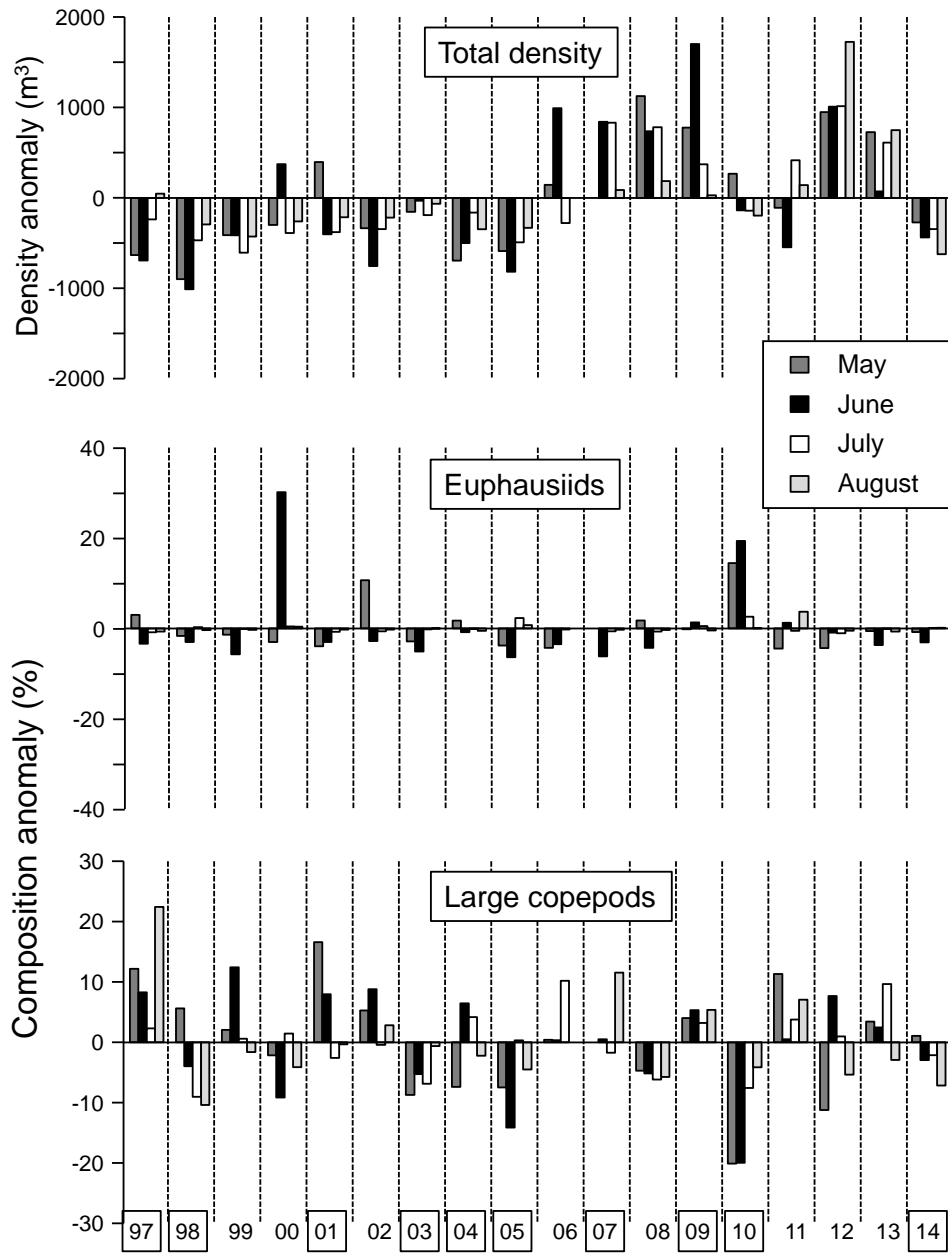 Total density
Density anomaly (m³)
2000
1000
0
-1000
-2000
May
June
July
August
Euphausiids
Composition anomaly (%)
40
20
0
-20
-40
Large copepods
30
20
10
0
-10
-20
-30
97 98 99 00 01 02 03 04 05 06 07 08 09 10 11 12 13 14